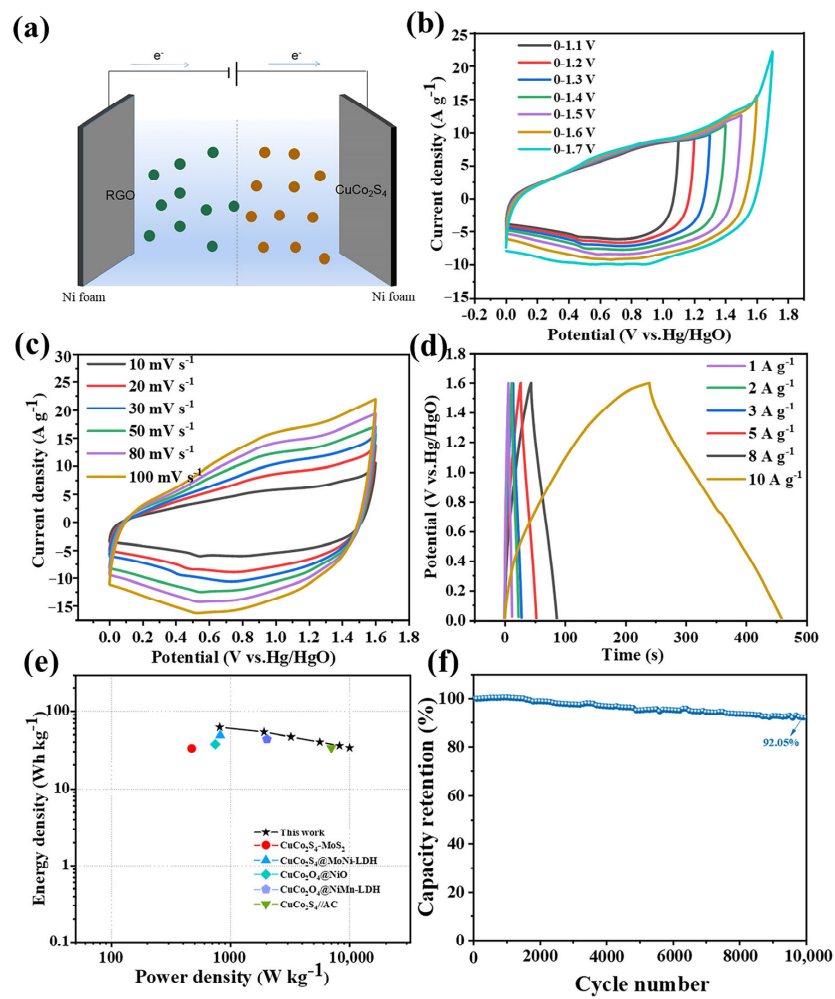 (a)
e-
e-
RGO
CuCo2S4
Ni foam
Ni foam
(b)
0-1.1 V
0-1.2 V
0-1.3 V
0-1.4 V
0-1.5 V
0-1.6 V
0-1.7 V
Current density (A g-1)
25
20
15
10
5
0
−5
−10
−15
-0.2 0.0 0.2 0.4 0.6 0.8 1.0 1.2 1.4 1.6 1.8
Potential (V vs.Hg/HgO)
(c)
10 mV s-1
20 mV s-1
30 mV s-1
50 mV s-1
80 mV s-1
100 mV s-1
Current density (A g-1)
30
25
20
15
10
5
0
−5
−10
−15
0.0 0.2 0.4 0.6 0.8 1.0 1.2 1.4 1.6 1.8
Potential (V vs.Hg/HgO)
(d)
1 A g-1
2 A g-1
3 A g-1
5 A g-1
8 A g-1
10 A g-1
Potential (V vs.Hg/HgO)
1.8
1.6
1.4
1.2
1.0
0.8
0.6
0.4
0.2
0.0
-100 0 100 200 300 400 500
Time (s)
(e)
Energy density (Wh kg-1)
100
10
1
0.1
This work
CuCo2S4-MoS2
CuCo2S4@MoNi-LDH
CuCo2O4@NiO
CuCo2O4@NiMn-LDH
CuCo2S4//AC
100 1000 10,000
Power density (W kg-1)
(f)
Capacity retention (%)
120
100
80
60
40
20
0
92.05%
0 2000 4000 6000 8000 10,000
Cycle number